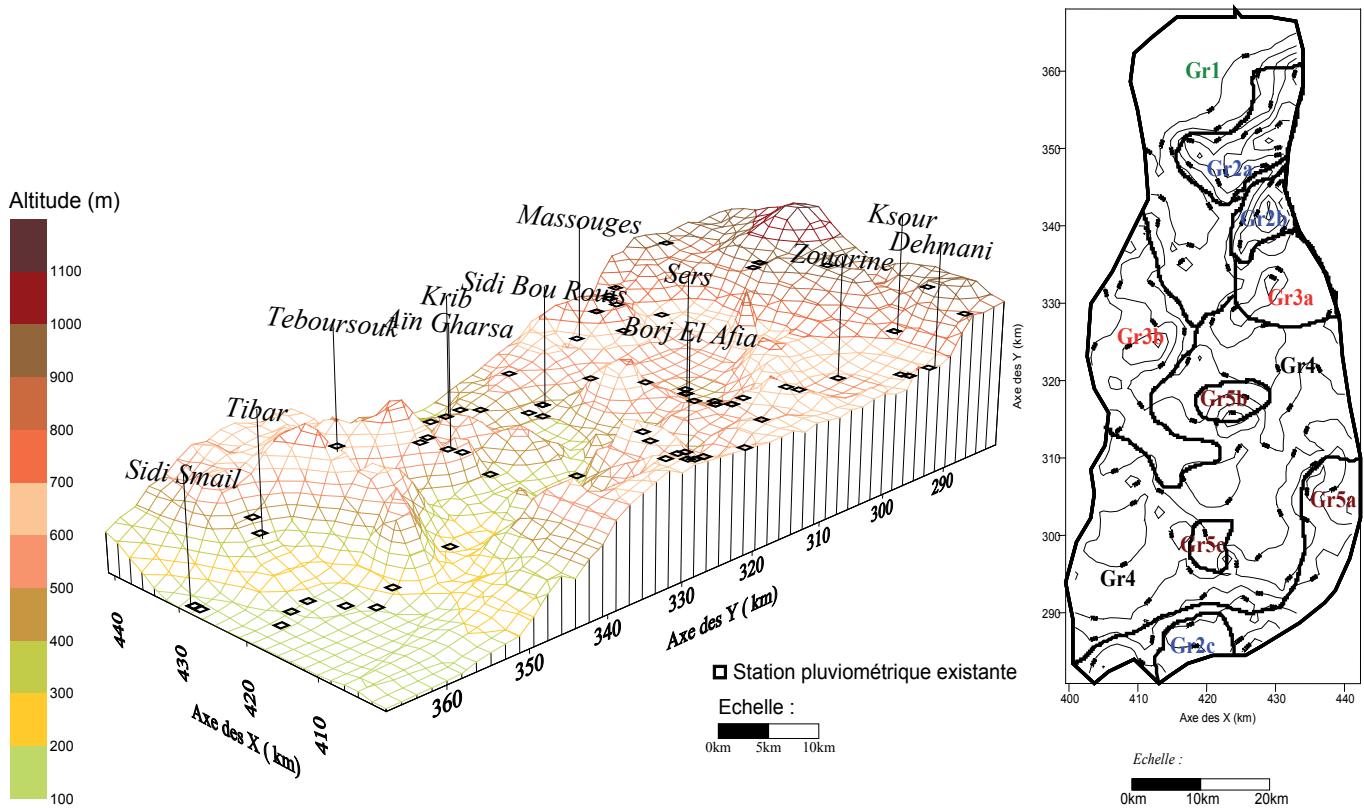 Altitude (m)
1100
1000
900
800
700
600
500
400
300
200
100
Massouges
Ksour
Dehmani
Zouarine
Sers
Sidi Bou Rouis
Krib
Aïn Gharsa
Teboursouk
Borj El Afia
Tibar
Sidi Smail
440
430
420
410
Axe des X ( km)
360
350
340
330
320
310
300
290
Axe des Y ( km)
Station pluviométrique existante
Echelle :
0km 5km 10km
Axe des Y (km)
360
350
340
330
320
310
300
290
Gr1
Gr2a
Gr2b
Gr3a
Gr3b
Gr4
Gr5b
Gr5a
Gr5c
Gr4
Gr2c
400 410 420 430 440
Axe des X (km)
Echelle :
0km 10km 20km